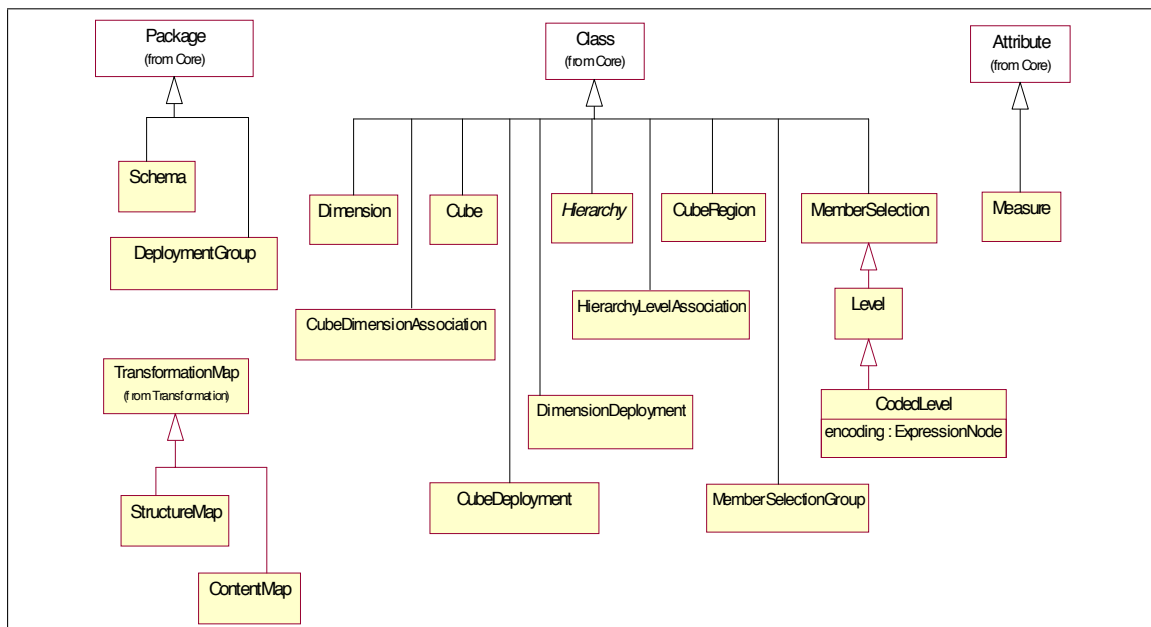 Package
(from Core)
Class
(from Core)
Attribute
(from Core)
Schema
Dimension
Cube
Hierarchy
CubeRegion
MemberSelection
Measure
DeploymentGroup
CubeDimensionAssociation
HierarchyLevelAssociation
Level
TransformationMap
(from Transformation)
DimensionDeployment
CodedLevel
encoding : ExpressionNode
StructureMap
CubeDeployment
MemberSelectionGroup
ContentMap